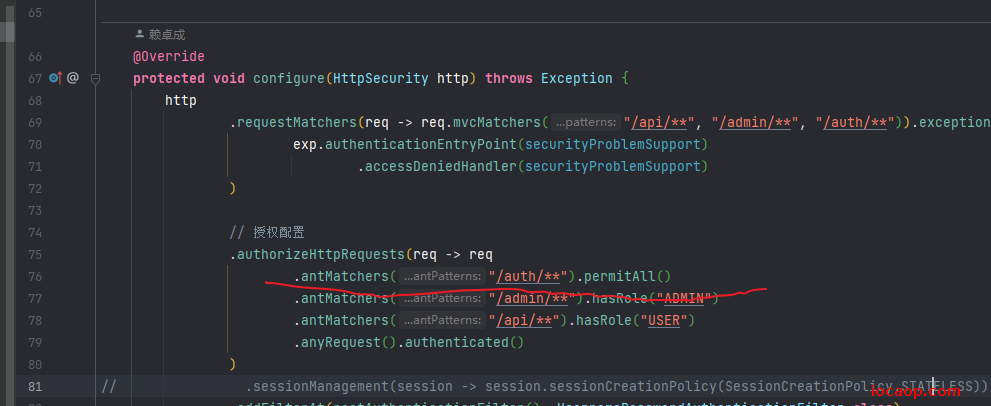 65
赖卓成
66 @Override
67 @ protected void configure(HttpSecurity http) throws Exception {
68 http
69 .requestMatchers(req -> req.mvcMatchers( ...patterns: "/api/**", "/admin/**", "/auth/**")).exception
70 exp.authenticationEntryPoint(securityProblemSupport)
71 .accessDeniedHandler(securityProblemSupport)
72 )
73
74 // 授权配置
75 .authorizeHttpRequests(req -> req
76 .antMatchers( ...antPatterns: "/auth/**").permitAll()
77 .antMatchers( ...antPatterns: "/admin/**").hasRole("ADMIN")
78 .antMatchers( ...antPatterns: "/api/**").hasRole("USER")
79 .anyRequest().authenticated()
80 )
81 // .sessionManagement(session -> session.sessionCreationPolicy(SessionCreationPolicy.STATELESS))
iocaop.com